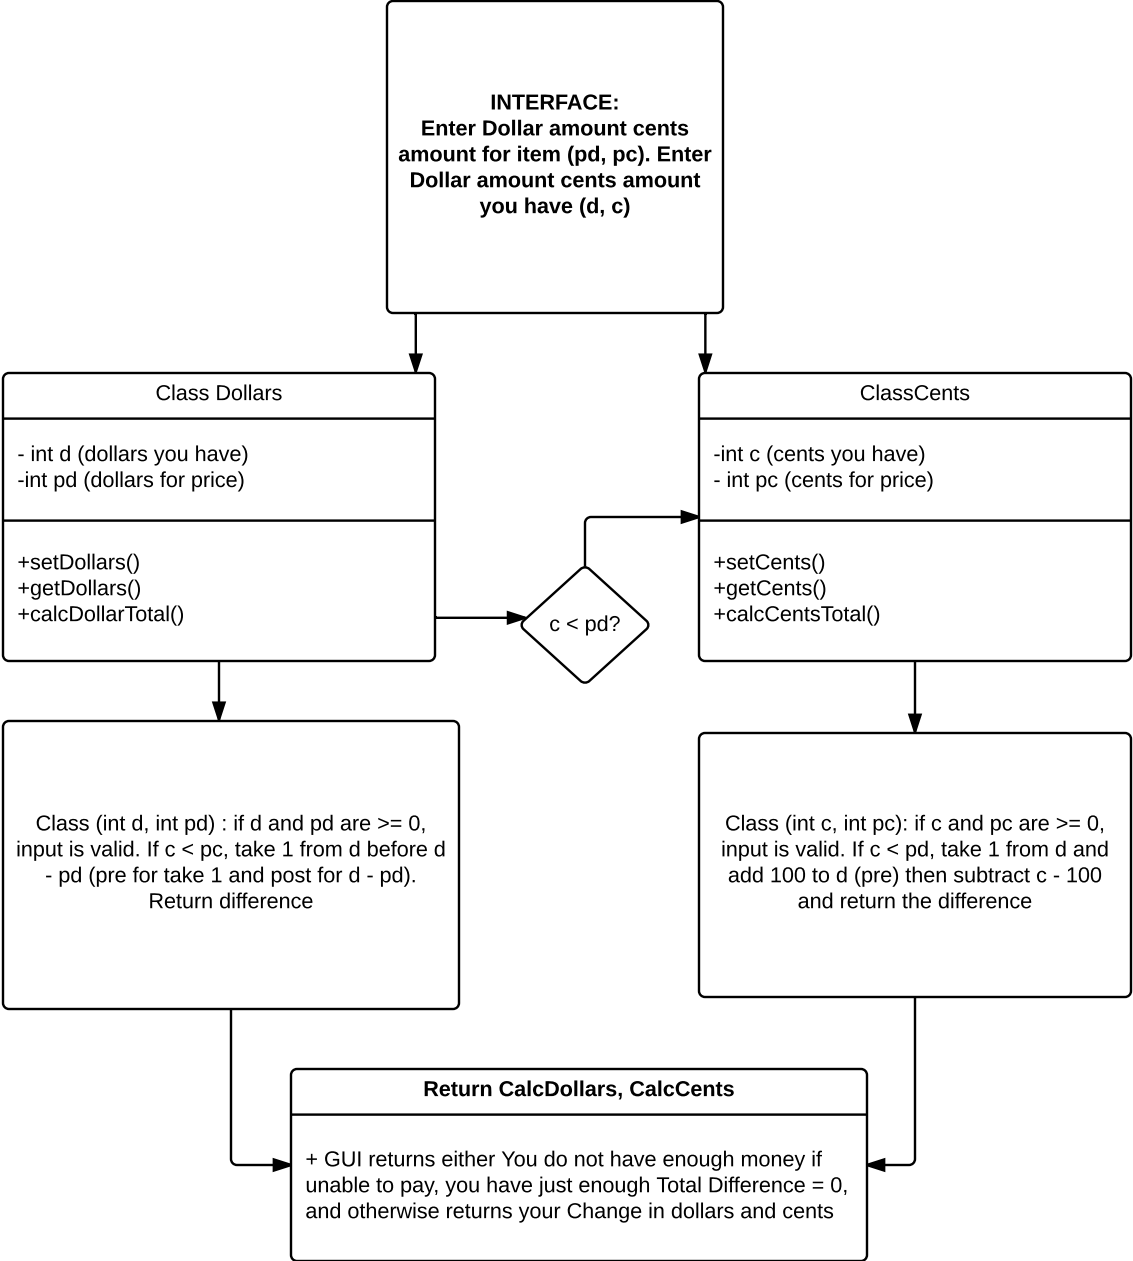 INTERFACE:
Enter Dollar amount cents
amount for item (pd, pc). Enter
Dollar amount cents amount
you have (d, c)
Class Dollars
- int d (dollars you have)
-int pd (dollars for price)
+setDollars()
+getDollars()
+calcDollarTotal()
c < pd?
ClassCents
-int c (cents you have)
- int pc (cents for price)
+setCents()
+getCents()
+calcCentsTotal()
Class (int d, int pd) : if d and pd are >= 0,
input is valid. If c < pc, take 1 from d before d
- pd (pre for take 1 and post for d - pd).
Return difference
Class (int c, int pc): if c and pc are >= 0,
input is valid. If c < pd, take 1 from d and
add 100 to d (pre) then subtract c - 100
and return the difference
Return CalcDollars, CalcCents
+ GUI returns either You do not have enough money if
unable to pay, you have just enough Total Difference = 0,
and otherwise returns your Change in dollars and cents